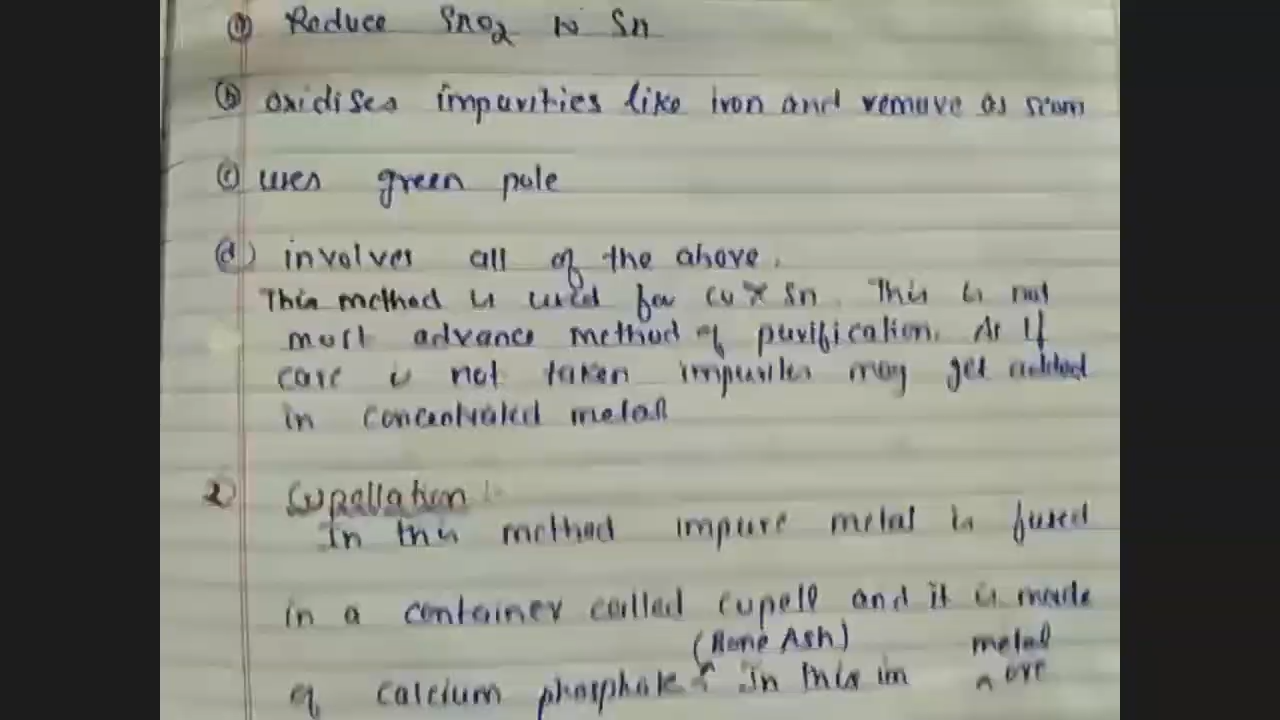 (a) Reduce SnO2 to Sn
(b) oxidises impurities like iron and remove as scum
(c) uses green pole
(d) involves all of the above.
This method is used for Cu & Sn. This is not
most advance method of purification. As if
care is not taken impurites may get added
in concentrated metal
2) Cupellation :
In this method impure metal is fused
in a container called cupell and it is made
(Bone Ash) metal
of calcium phosphate In this im ore